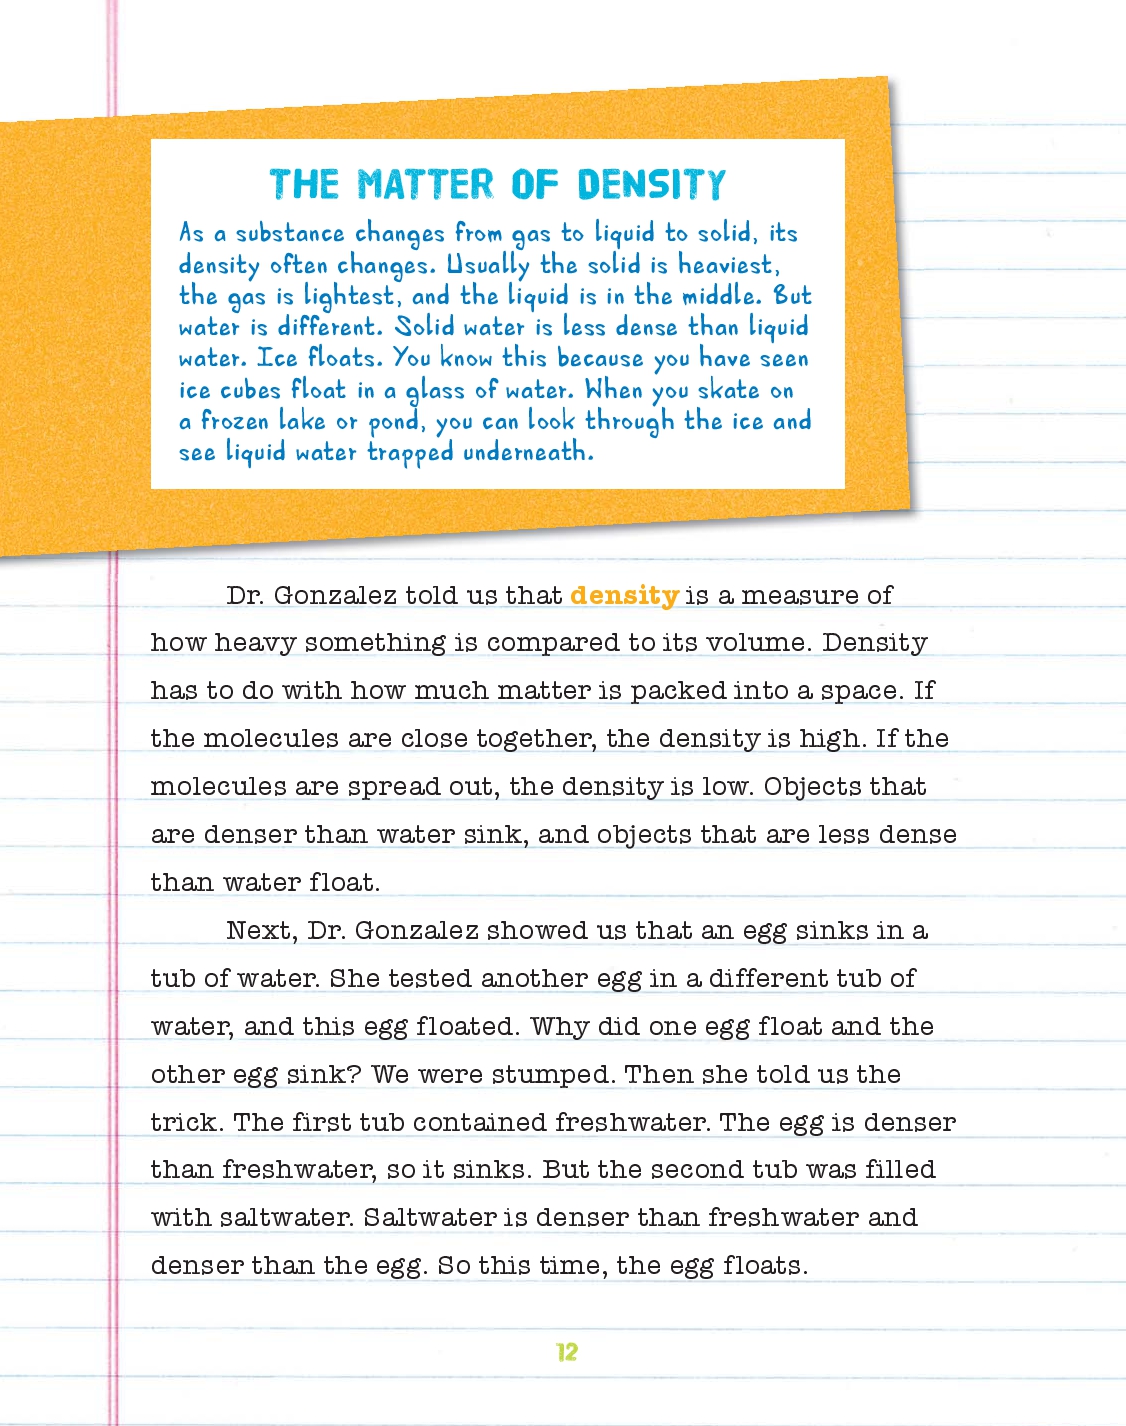 THE MATTER OF DENSITY
As a substance changes from gas to liquid to solid, its
density often changes. Usually the solid is heaviest,
the gas is lightest, and the liquid is in the middle. But
water is different. Solid water is less dense than liquid
water. Ice floats. You know this because you have seen
ice cubes float in a glass of water. When you skate on
a frozen lake or pond, you can look through the ice and
see liquid water trapped underneath.
Dr. Gonzalez told us that density is a measure of
how heavy something is compared to its volume. Density
has to do with how much matter is packed into a space. If
the molecules are close together, the density is high. If the
molecules are spread out, the density is low. Objects that
are denser than water sink, and objects that are less dense
than water float.
Next, Dr. Gonzalez showed us that an egg sinks in a
tub of water. She tested another egg in a different tub of
water, and this egg floated. Why did one egg float and the
other egg sink? We were stumped. Then she told us the
trick. The first tub contained freshwater. The egg is denser
than freshwater, so it sinks. But the second tub was filled
with saltwater. Saltwater is denser than freshwater and
denser than the egg. So this time, the egg floats.
12